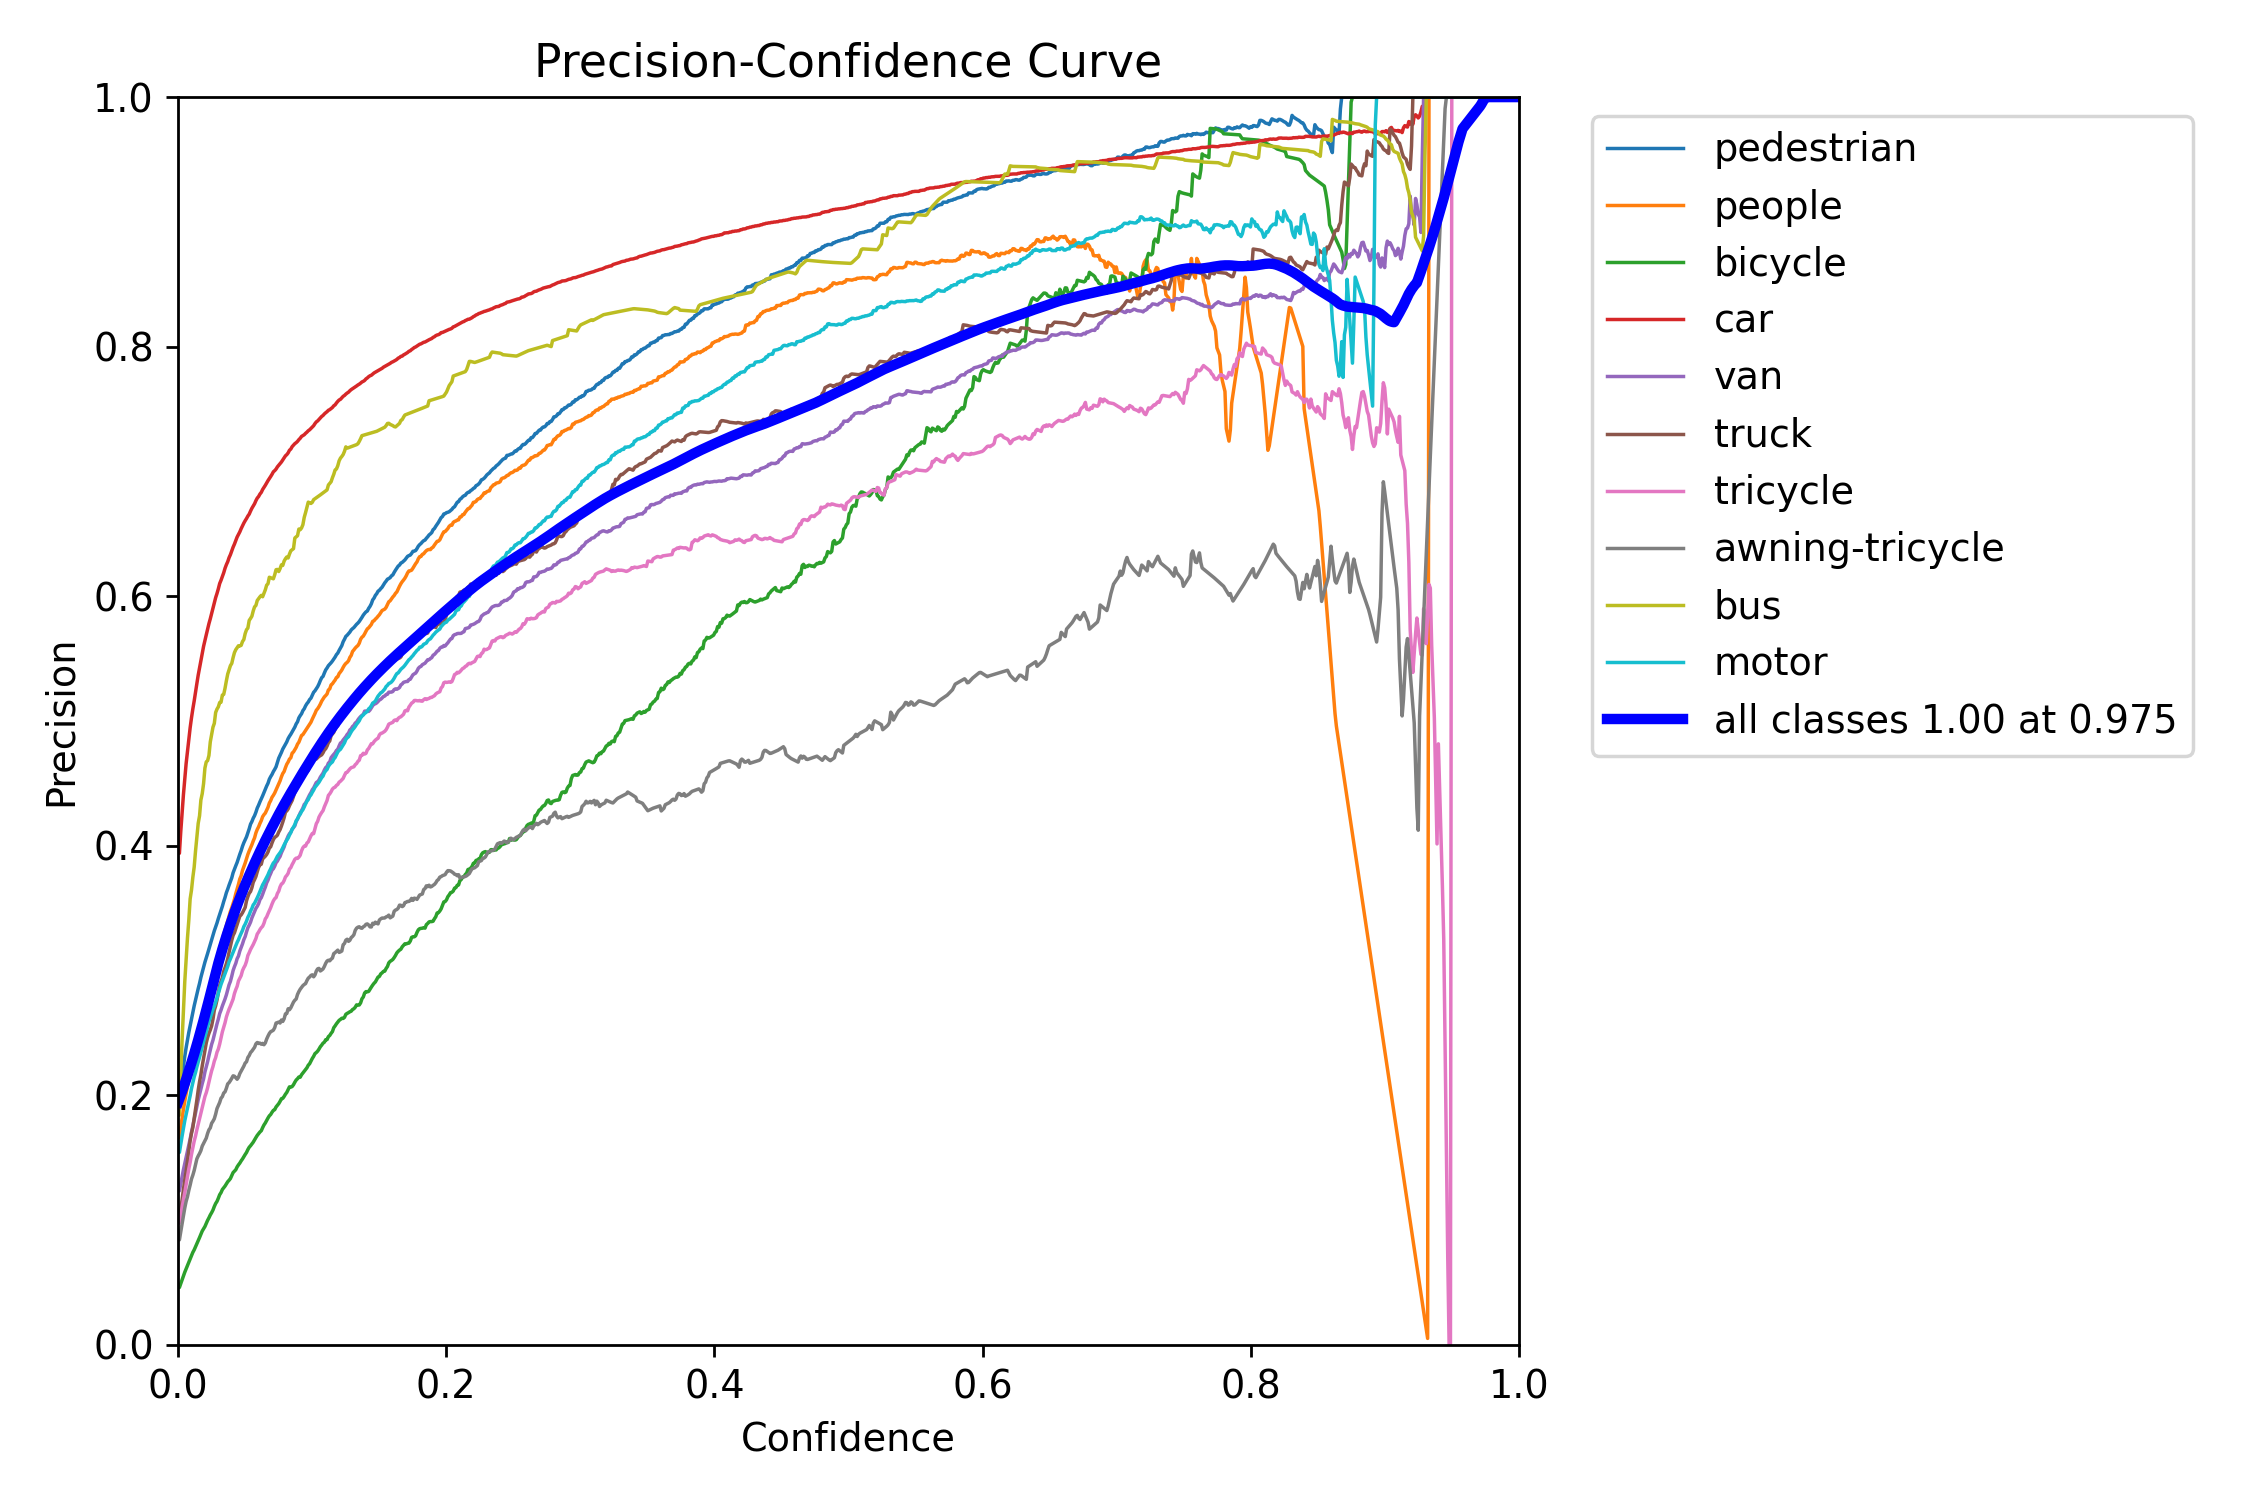 Precision-Confidence Curve
1.0
0.8
0.6
0.4
0.2
0.0
Precision
0.0 0.2 0.4 0.6 0.8 1.0
Confidence
pedestrian
people
bicycle
car
van
truck
tricycle
awning-tricycle
bus
motor
all classes 1.00 at 0.975